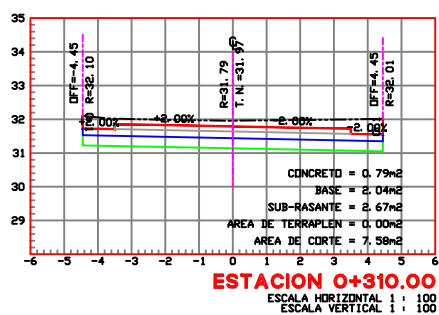 35
34
33
32
31
30
29
-6 -5 -4 -3 -2 -1 0 1 2 3 4 5 6
OFF=-4.45
R=32.10
R=31.79
T.N.=31.97
OFF=4.45
R=32.01
+2.00%
-2.00%
-2.00%
CONCRETO = 0.79m2
BASE = 2.04m2
SUB-RASANTE = 2.67m2
AREA DE TERRAPLEN = 0.00m2
AREA DE CORTE = 7.58m2
ESTACION 0+310.00
ESCALA HORIZONTAL 1 : 100
ESCALA VERTICAL 1 : 100